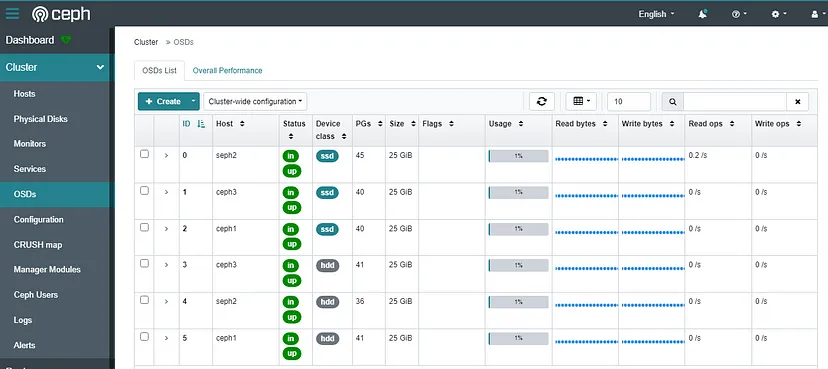 ceph
English
Dashboard
Cluster
Hosts
Physical Disks
Monitors
Services
OSDs
Configuration
CRUSH map
Manager Modules
Ceph Users
Logs
Alerts
Cluster » OSDs
OSDs List Overall Performance
+ Create Cluster-wide configuration 10
ID Host Status Device class PGs Size Flags Usage Read bytes Write bytes Read ops Write ops
0 seph2 in up ssd 45 25 GiB 1% 0.2 /s 0 /s
1 ceph3 in up ssd 40 25 GiB 1% 0 /s 0 /s
2 ceph1 in up ssd 40 25 GiB 1% 0 /s 0 /s
3 ceph3 in up hdd 41 25 GiB 1% 0 /s 0 /s
4 seph2 in up hdd 36 25 GiB 1% 0 /s 0 /s
5 ceph1 in up hdd 41 25 GiB 1% 0 /s 0 /s